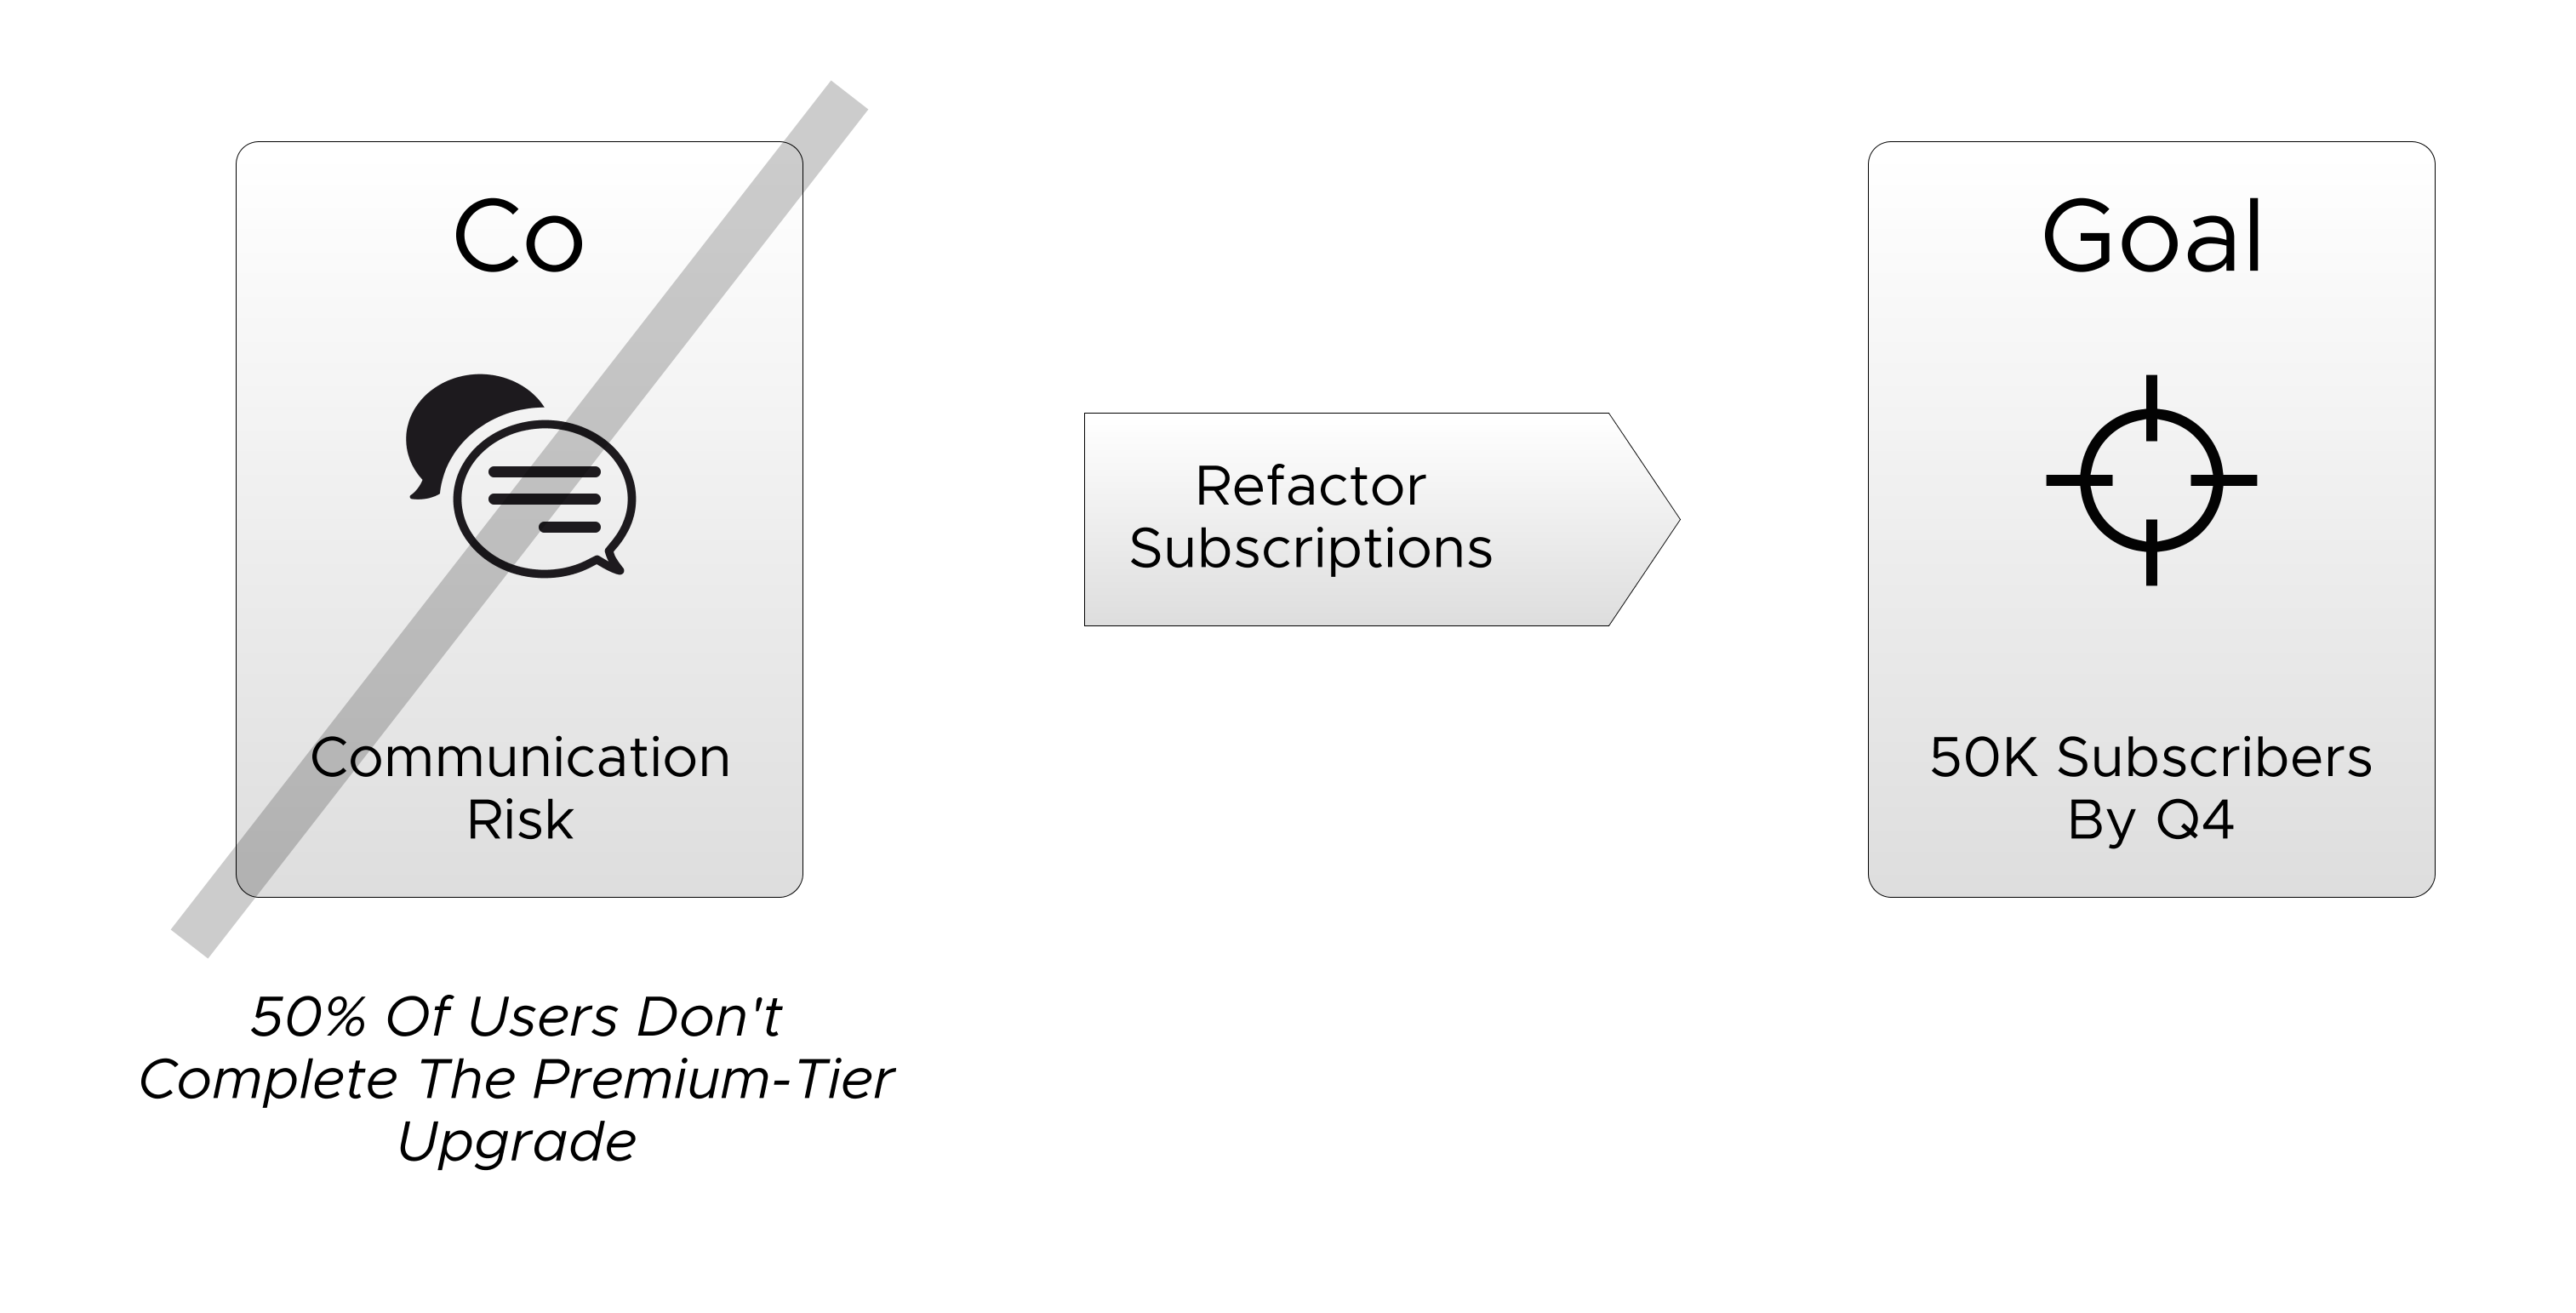 Co
Communication
Risk
50% Of Users Don't
Complete The Premium-Tier
Upgrade
Refactor
Subscriptions
Goal
50K Subscribers
By Q4